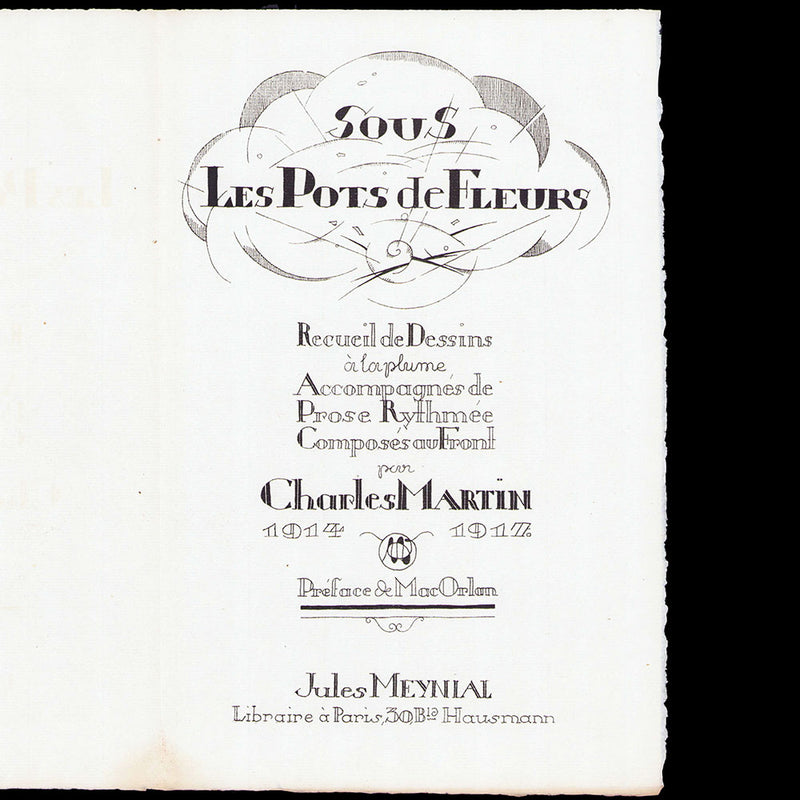 SOUS
LES POTS de FLEURS
Recueil de Dessins
à la plume
Accompagnés de
Prose Rythmée
Composés au Front
par
Charles MARTIN
1914 1917
Préface de Mac Orlan
Jules MEYNIAL
Libraire à Paris, 30, Bld Hausmann